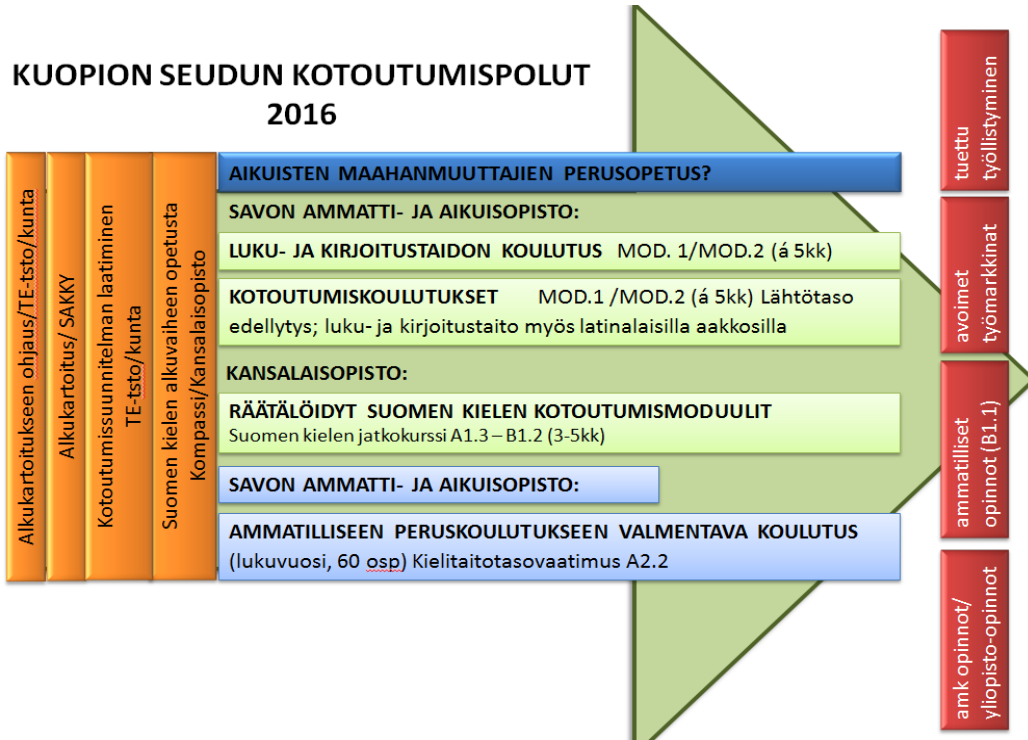 KUOPION SEUDUN KOTOUTUMISPOLUT
2016
Alkukartoitukseen ohjaus/TE-tsto/kunta
Alkukartoitus/ SAKKY
Kotoutumissuunnitelman laatiminen
TE-tsto/kunta
Suomen kielen alkuvaiheen opetusta
Kompassi/Kansalaisopisto
AIKUISTEN MAAHANMUUTTAJIEN PERUSOPETUS?
SAVON AMMATTI- JA AIKUISOPISTO:
LUKU- JA KIRJOITUSTAIDON KOULUTUS MOD. 1/MOD.2 (á 5kk)
KOTOUTUMISKOULUTUKSET MOD.1 /MOD.2 (á 5kk) Lähtötaso
edellytys; luku- ja kirjoitustaito myös latinalaisilla aakkosilla
KANSALAISOPISTO:
RÄÄTÄLÖIDYT SUOMEN KIELEN KOTOUTUMISMODUULIT
Suomen kielen jatkokurssi A1.3 – B1.2 (3-5kk)
SAVON AMMATTI- JA AIKUISOPISTO:
AMMATILLISEEN PERUSKOULUTUKSEEN VALMENTAVA KOULUTUS
(lukuvuosi, 60 osp) Kielitaitotasovaatimus A2.2
tuettu
työllistyminen
avoimet
työmarkkinat
ammatilliset
opinnot (B1.1)
amk opinnot/
yliopisto-opinnot